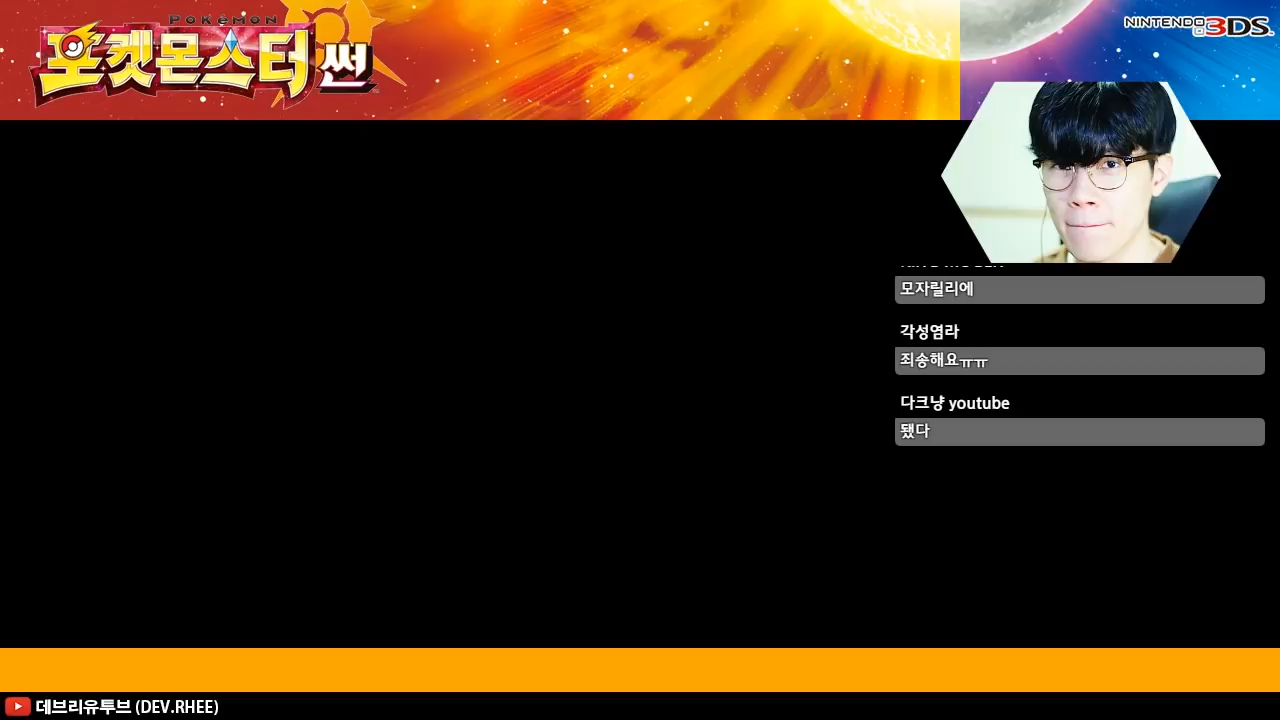 POKéMON
포켓몬스터 썬
NINTENDO 3DS
모자릴리에
각성염라
죄송해요ㅠㅠ
다크냥 youtube
됐다
데브리유투브 (DEV.RHEE)